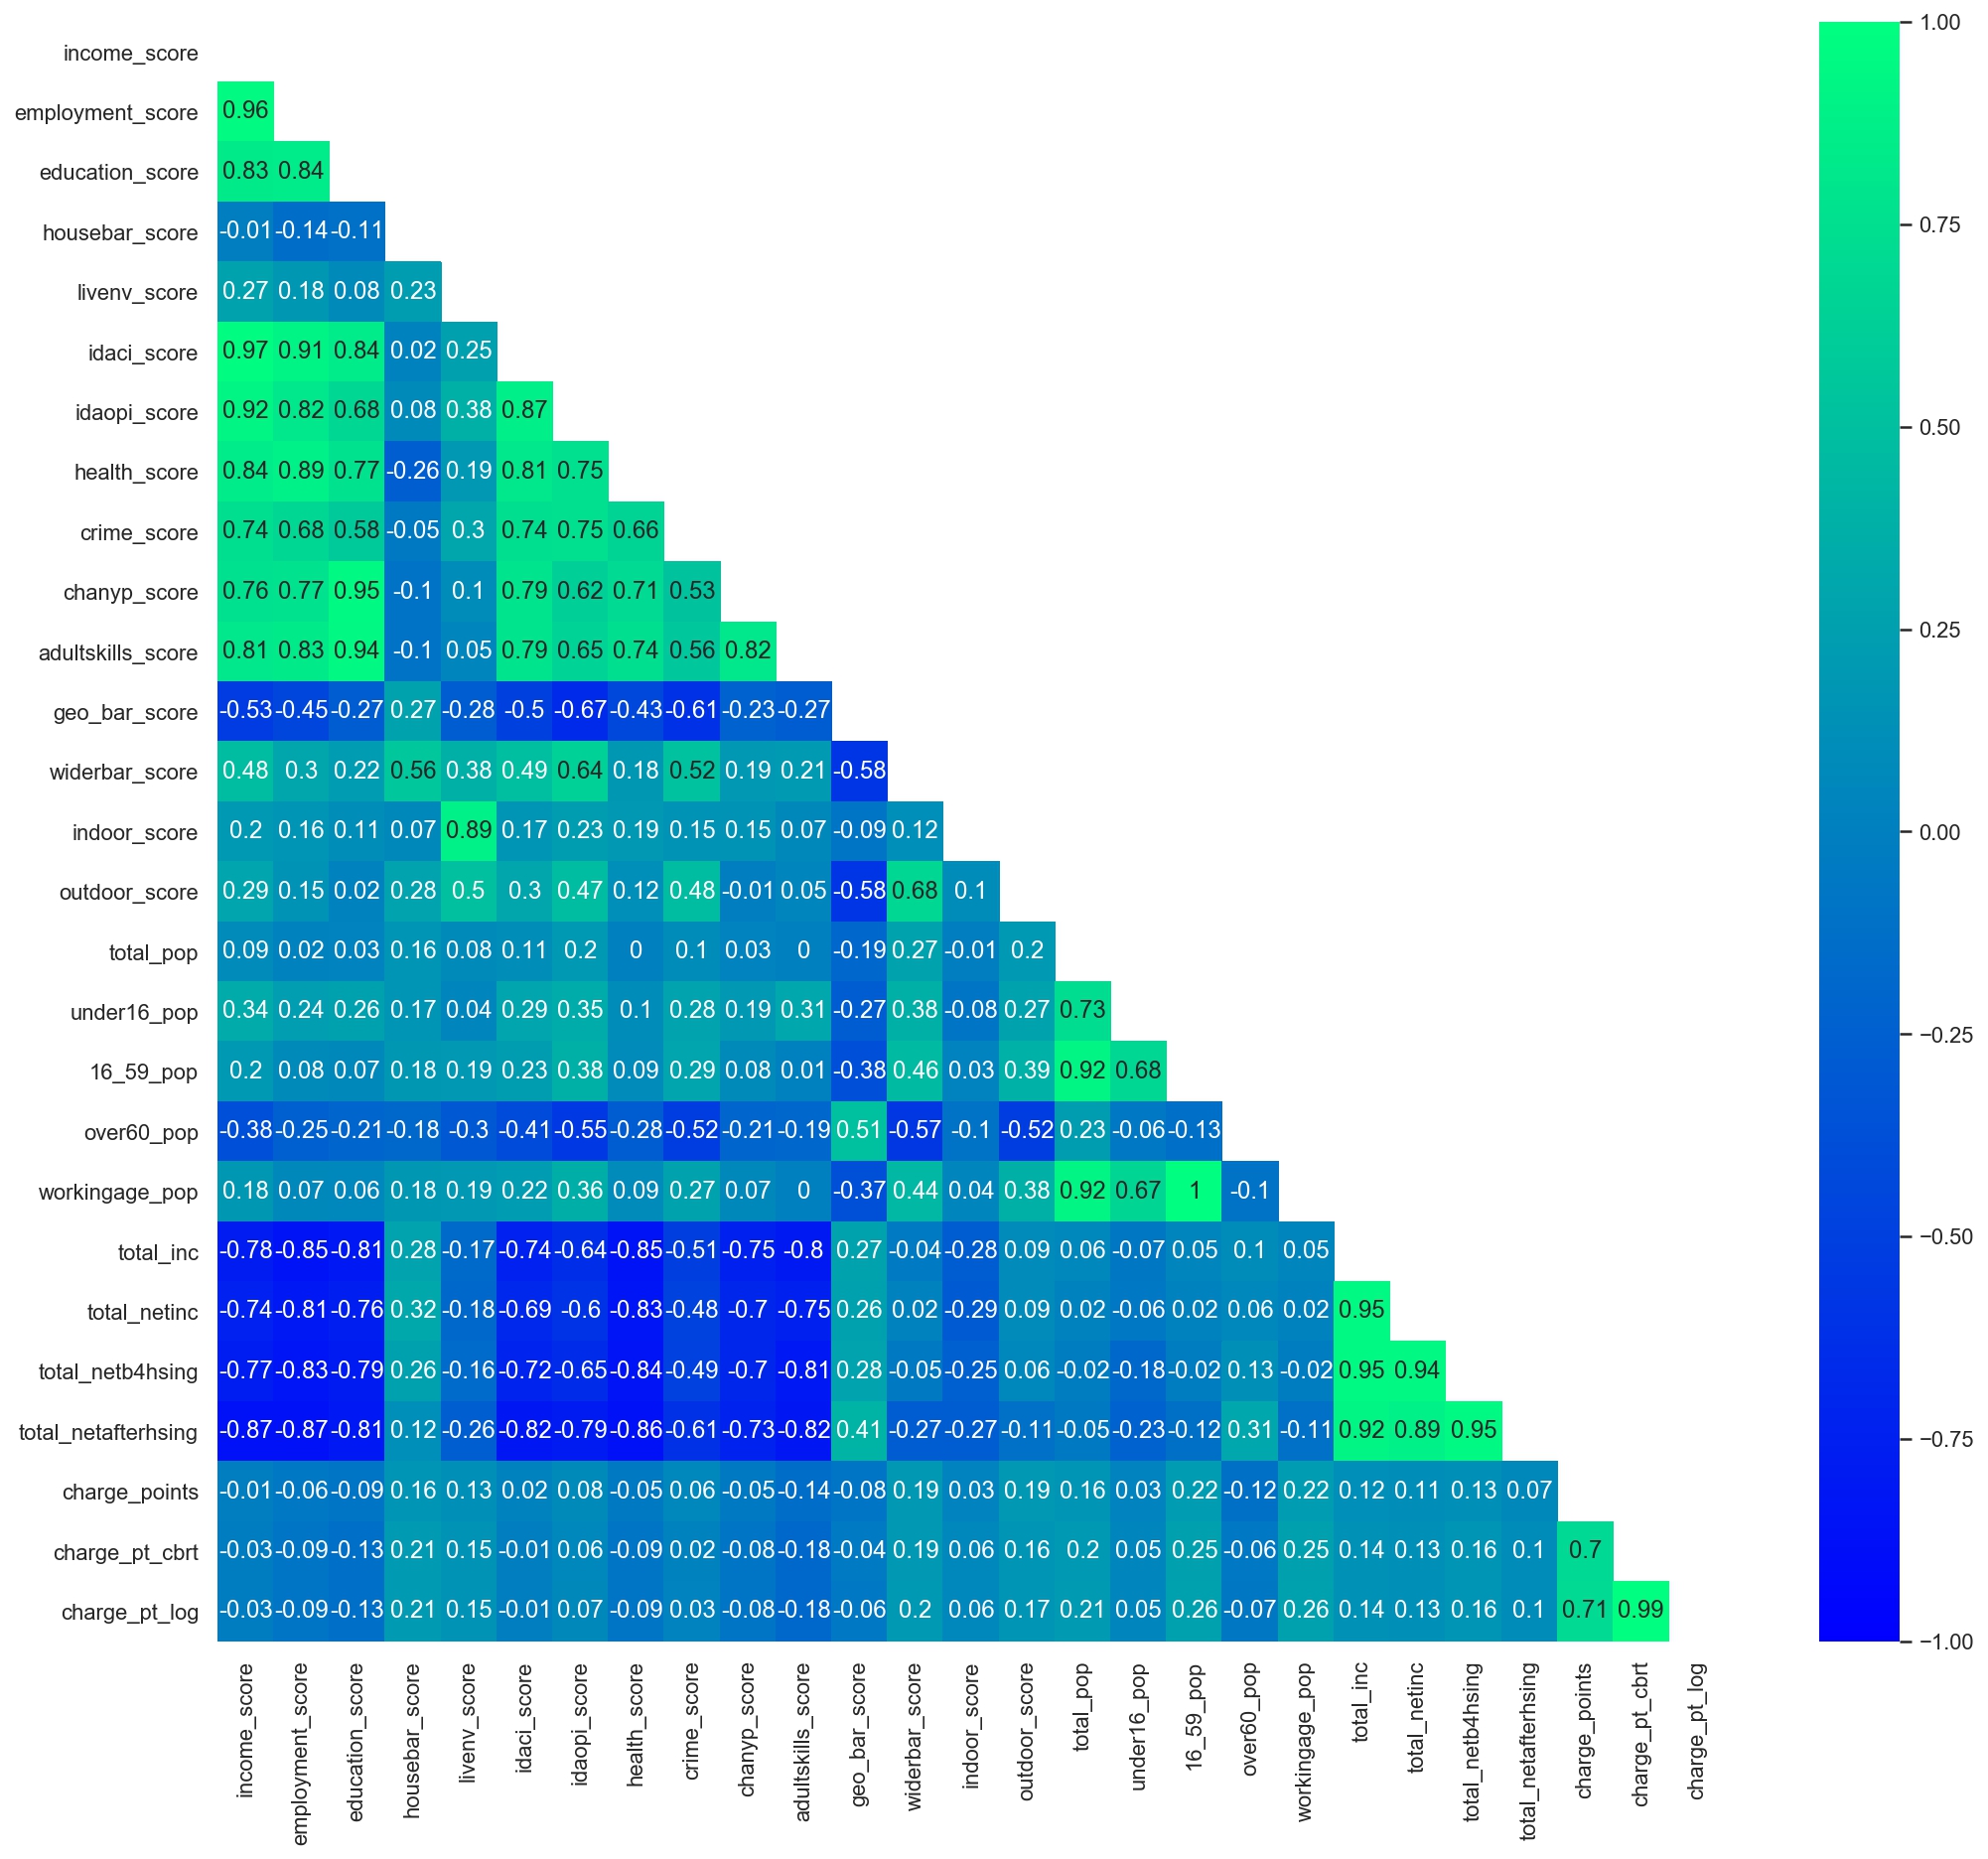 income_score
employment_score 0.96
education_score 0.83 0.84
housebar_score -0.01 -0.14 -0.11
livenv_score 0.27 0.18 0.08 0.23
idaci_score 0.97 0.91 0.84 0.02 0.25
idaopi_score 0.92 0.82 0.68 0.08 0.38 0.87
health_score 0.84 0.89 0.77 -0.26 0.19 0.81 0.75
crime_score 0.74 0.68 0.58 -0.05 0.3 0.74 0.75 0.66
chanyp_score 0.76 0.77 0.95 -0.1 0.1 0.79 0.62 0.71 0.53
adultskills_score 0.81 0.83 0.94 -0.1 0.05 0.79 0.65 0.74 0.56 0.82
geo_bar_score -0.53 -0.45 -0.27 0.27 -0.28 -0.5 -0.67 -0.43 -0.61 -0.23 -0.27
widerbar_score 0.48 0.3 0.22 0.56 0.38 0.49 0.64 0.18 0.52 0.19 0.21 -0.58
indoor_score 0.2 0.16 0.11 0.07 0.89 0.17 0.23 0.19 0.15 0.15 0.07 -0.09 0.12
outdoor_score 0.29 0.15 0.02 0.28 0.5 0.3 0.47 0.12 0.48 -0.01 0.05 -0.58 0.68 0.1
total_pop 0.09 0.02 0.03 0.16 0.08 0.11 0.2 0 0.1 0.03 0 -0.19 0.27 -0.01 0.2
under16_pop 0.34 0.24 0.26 0.17 0.04 0.29 0.35 0.1 0.28 0.19 0.31 -0.27 0.38 -0.08 0.27 0.73
16_59_pop 0.2 0.08 0.07 0.18 0.19 0.23 0.38 0.09 0.29 0.08 0.01 -0.38 0.46 0.03 0.39 0.92 0.68
over60_pop -0.38 -0.25 -0.21 -0.18 -0.3 -0.41 -0.55 -0.28 -0.52 -0.21 -0.19 0.51 -0.57 -0.1 -0.52 0.23 -0.06 -0.13
workingage_pop 0.18 0.07 0.06 0.18 0.19 0.22 0.36 0.09 0.27 0.07 0 -0.37 0.44 0.04 0.38 0.92 0.67 1 -0.1
total_inc -0.78 -0.85 -0.81 0.28 -0.17 -0.74 -0.64 -0.85 -0.51 -0.75 -0.8 0.27 -0.04 -0.28 0.09 0.06 -0.07 0.05 0.1 0.05
total_netinc -0.74 -0.81 -0.76 0.32 -0.18 -0.69 -0.6 -0.83 -0.48 -0.7 -0.75 0.26 0.02 -0.29 0.09 0.02 -0.06 0.02 0.06 0.02 0.95
total_netb4hsing -0.77 -0.83 -0.79 0.26 -0.16 -0.72 -0.65 -0.84 -0.49 -0.7 -0.81 0.28 -0.05 -0.25 0.06 -0.02 -0.18 -0.02 0.13 -0.02 0.95 0.94
total_netafterhsing -0.87 -0.87 -0.81 0.12 -0.26 -0.82 -0.79 -0.86 -0.61 -0.73 -0.82 0.41 -0.27 -0.27 -0.11 -0.05 -0.23 -0.12 0.31 -0.11 0.92 0.89 0.95
charge_points -0.01 -0.06 -0.09 0.16 0.13 0.02 0.08 -0.05 0.06 -0.05 -0.14 -0.08 0.19 0.03 0.19 0.16 0.03 0.22 -0.12 0.22 0.12 0.11 0.13 0.07
charge_pt_cbrt -0.03 -0.09 -0.13 0.21 0.15 -0.01 0.06 -0.09 0.02 -0.08 -0.18 -0.04 0.19 0.06 0.16 0.2 0.05 0.25 -0.06 0.25 0.14 0.13 0.16 0.1 0.7
charge_pt_log -0.03 -0.09 -0.13 0.21 0.15 -0.01 0.07 -0.09 0.03 -0.08 -0.18 -0.06 0.2 0.06 0.17 0.21 0.05 0.26 -0.07 0.26 0.14 0.13 0.16 0.1 0.71 0.99
income_score
employment_score
education_score
housebar_score
livenv_score
idaci_score
idaopi_score
health_score
crime_score
chanyp_score
adultskills_score
geo_bar_score
widerbar_score
indoor_score
outdoor_score
total_pop
under16_pop
16_59_pop
over60_pop
workingage_pop
total_inc
total_netinc
total_netb4hsing
total_netafterhsing
charge_points
charge_pt_cbrt
charge_pt_log
1.00
0.75
0.50
0.25
0.00
−0.25
−0.50
−0.75
−1.00